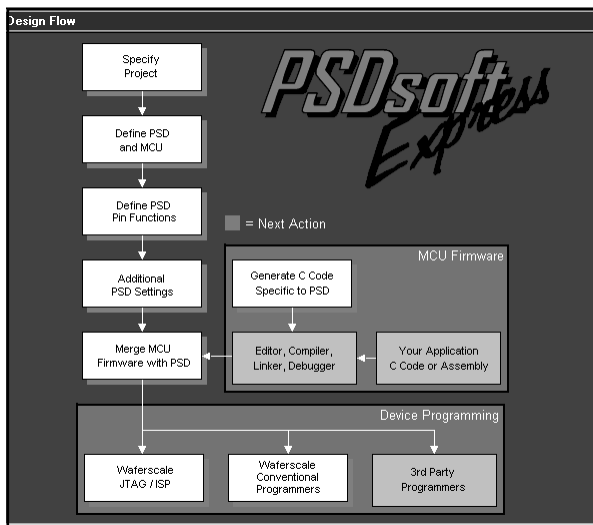 Design Flow
PSDsoft
Express
Specify
Project
Define PSD
and MCU
Define PSD
Pin Functions
= Next Action
Additional
PSD Settings
MCU Firmware
Generate C Code
Specific to PSD
Merge MCU
Firmware with PSD
Editor, Compiler,
Linker, Debugger
Your Application
C Code or Assembly
Device Programming
Waferscale
JTAG / ISP
Waferscale
Conventional
Programmers
3rd Party
Programmers